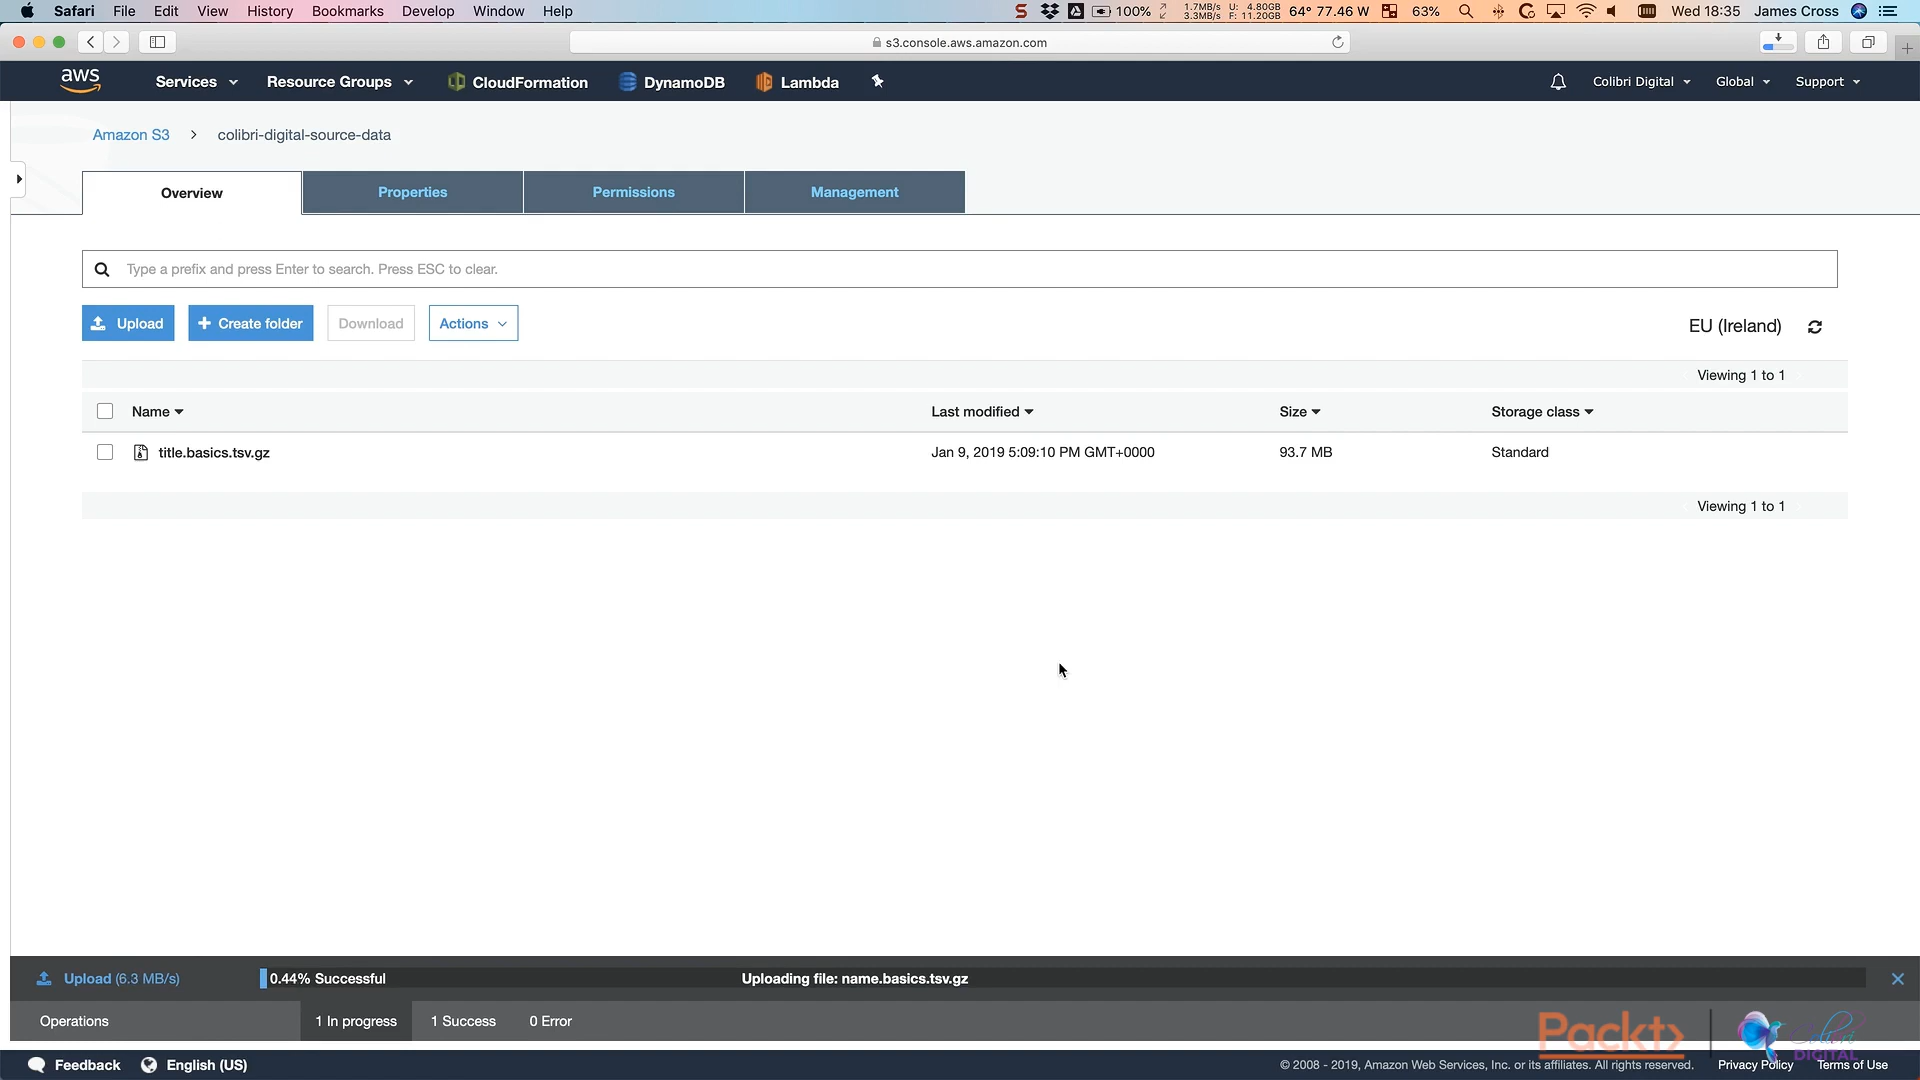 Safari File Edit View History Bookmarks Develop Window Help
100% 1.7MB/s 3.3MB/s U: 4.80GB F: 11.20GB 64° 77.46 W 63% Wed 18:35 James Cross
s3.console.aws.amazon.com
aws Services Resource Groups CloudFormation DynamoDB Lambda Colibri Digital Global Support
Amazon S3 > colibri-digital-source-data
Overview Properties Permissions Management
Type a prefix and press Enter to search. Press ESC to clear.
Upload + Create folder Download Actions EU (Ireland)
Viewing 1 to 1
Name Last modified Size Storage class
title.basics.tsv.gz Jan 9, 2019 5:09:10 PM GMT+0000 93.7 MB Standard
Viewing 1 to 1
Upload (6.3 MB/s) 0.44% Successful Uploading file: name.basics.tsv.gz
Operations 1 In progress 1 Success 0 Error
Packt> Colibri DIGITAL
Feedback English (US) © 2008 - 2019, Amazon Web Services, Inc. or its affiliates. All rights reserved. Privacy Policy Terms of Use